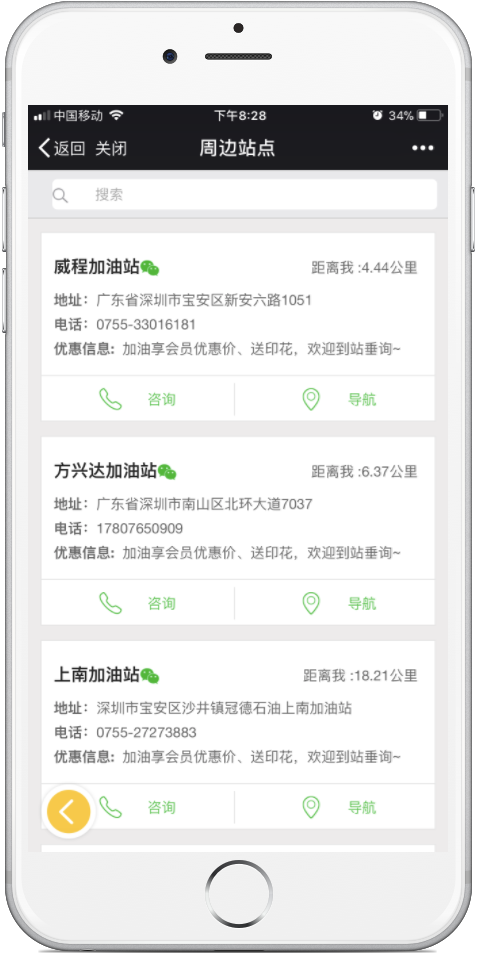 中国移动 下午8:28 34%
返回 关闭 周边站点
搜索
威程加油站 距离我 :4.44公里
地址：广东省深圳市宝安区新安六路1051
电话：0755-33016181
优惠信息: 加油享会员优惠价、送印花，欢迎到站垂询~
咨询 导航
方兴达加油站 距离我 :6.37公里
地址：广东省深圳市南山区北环大道7037
电话：17807650909
优惠信息: 加油享会员优惠价、送印花，欢迎到站垂询~
咨询 导航
上南加油站 距离我 :18.21公里
地址：深圳市宝安区沙井镇冠德石油上南加油站
电话：0755-27273883
优惠信息: 加油享会员优惠价、送印花，欢迎到站垂询~
咨询 导航